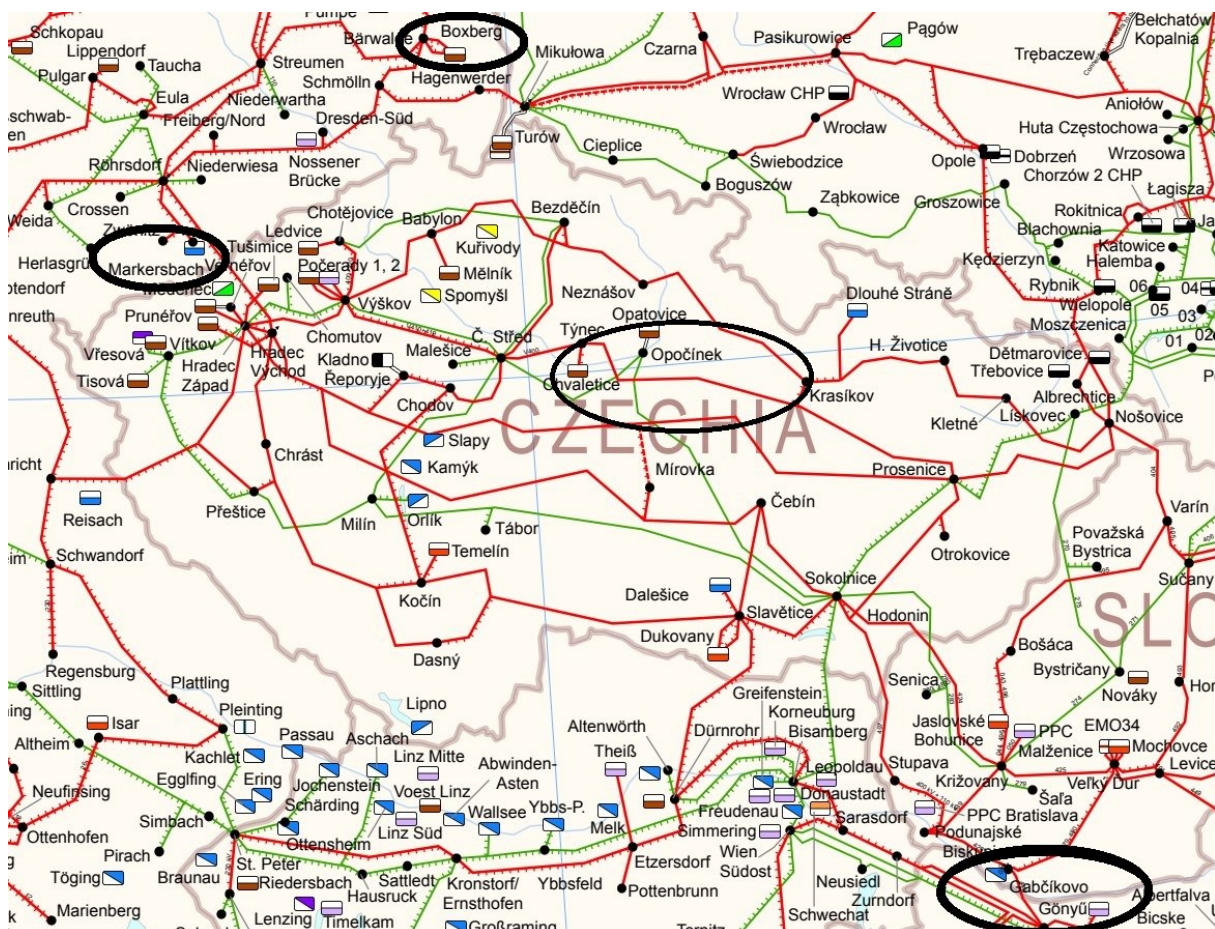 Schkopau
Lippendorf
Taucha
Pulgar
Eula
Streumen
Bärwalde
Boxberg
Schmölln
Hagenwerder
Mikułowa
Czarna
Pasikurowice
Pągów
Trębaczew
Bełchatów
Kopalnia
Niederwartha
Freiberg/Nord
Dresden-Süd
Wrocław CHP
Wrocław
Aniołów
Huta Częstochowa
Wrzosowa
Röhrsdorf
Niederwiesa
Nossener
Brücke
Turów
Cieplice
Boguszów
Świebodzice
Ząbkowice
Opole
Dobrzeń
Chorzów 2 CHP
Groszowice
Łagisza
Rokitnica
Blachownia
Katowice
Halemba
Kędzierzyn
Rybnik
Wielopole
Moszczenica
06
05
04
03
01
Weida
Crossen
Zwönitz
Herlasgrün
Markersbach
Chotějovice
Ledvice
Tušimice
Vernéřov
Počerady 1, 2
Babylon
Bezděčín
Kuřívody
Mělník
Spomyšl
Výškov
Prunéřov
Vítkov
Vřesová
Tisová
Hradec
Západ
Hradec
Východ
Chomutov
Kladno
Řeporyje
Malešice
Chodov
Č. Střed
Neznášov
Týnec
Opatovice
Opočínek
Chvaletice
Krasíkov
Dlouhé Stráně
H. Životice
Kletné
Dětmarovice
Třebovice
Albrechtice
Lískovec
Nošovice
CZECHIA
Chrást
Slapy
Kamýk
Orlík
Přeštice
Milín
Tábor
Temelín
Kočín
Dasný
Mírovka
Čebín
Prosenice
Otrokovice
Sokolnice
Dalešice
Slavětice
Dukovany
Hodonin
Reisach
Schwandorf
Regensburg
Sittling
Plattling
Pleinting
Isar
Altheim
Kachlet
Passau
Egglfing
Ering
Jochenstein
Schärding
Aschach
Lipno
Linz Mitte
Voest Linz
Linz Süd
Abwinden-
Asten
Wallsee
Ybbs-P.
Melk
Neufinsing
Ottenhofen
Simbach
Pirach
Töging
Marienberg
Braunau
St. Peter
Riedersbach
Lenzing
Timelkam
Ottensheim
Hausruck
Sattledt
Kronstorf/
Ernsthofen
Großraming
Ybbsfeld
Pottenbrunn
Etzersdorf
Altenwörth
Theiß
Dürnrohr
Greifenstein
Korneuburg
Bisamberg
Leopoldau
Donaustadt
Freudenau
Simmering
Wien
Südost
Sarasdorf
Schwechat
Neusiedl
Zurndorf
Varín
Považská
Bystrica
Sučany
SLO
Bošáca
Bystričany
Nováky
Senica
Jaslovské
Bohunice
PPC
Malženice
EMO34
Mochovce
Levice
Križovany
Šaľa
Veľký Ďur
Stupava
PPC Bratislava
Podunajské
Biskupice
Gabčíkovo
Gönyű
Albertfalva
Bicske